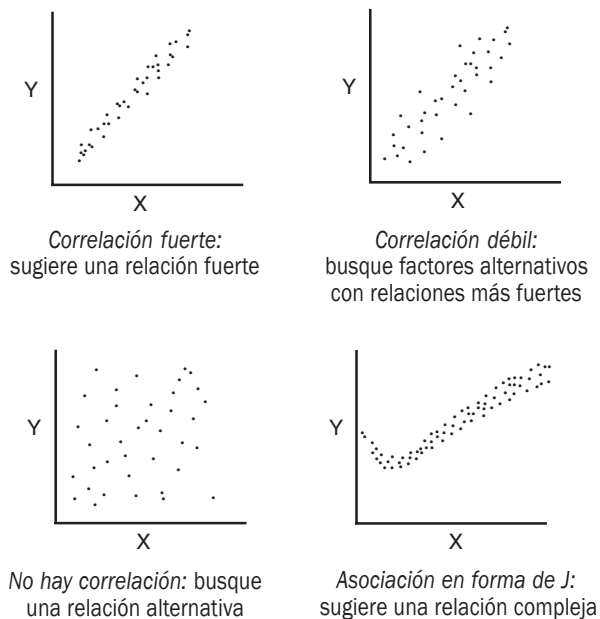 Y
X
Correlación fuerte:
sugiere una relación fuerte
Y
X
Correlación débil:
busque factores alternativos
con relaciones más fuertes
Y
X
No hay correlación: busque
una relación alternativa
Y
X
Asociación en forma de J:
sugiere una relación compleja